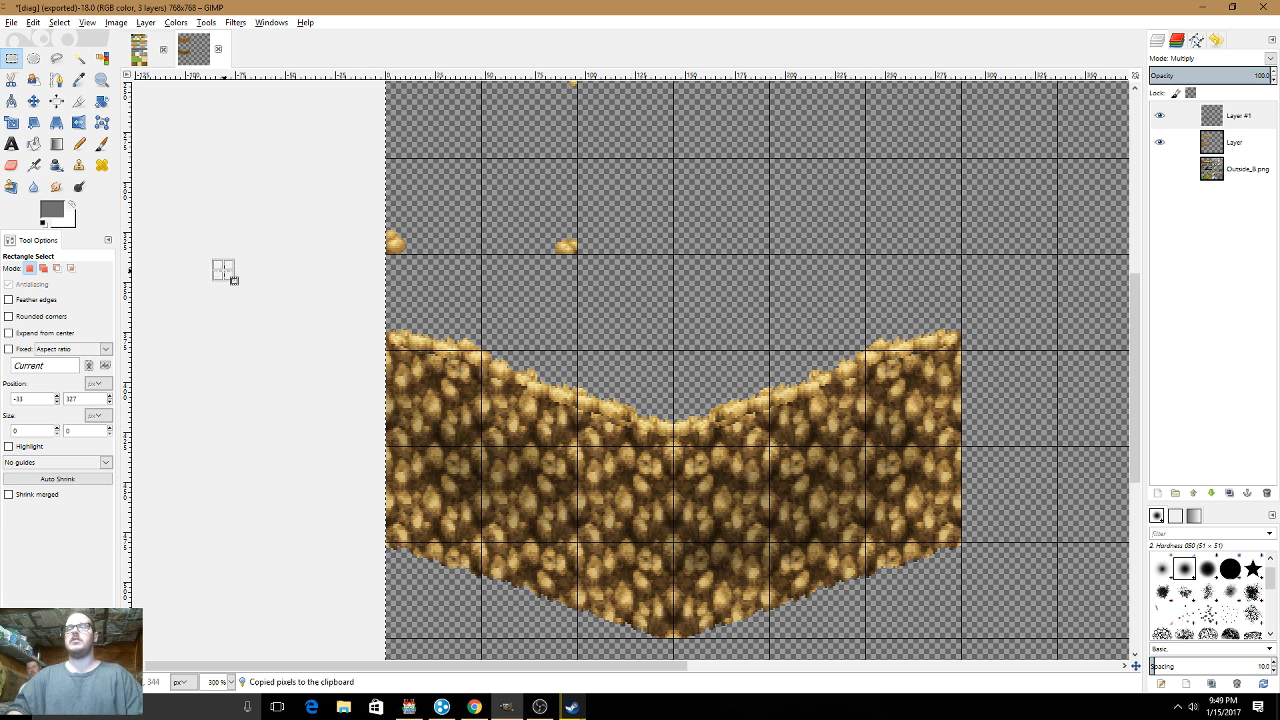 *[diag] (exported)-18.0 (RGB color, 3 layers) 768x768 – GIMP
File Edit Select View Image Layer Colors Tools Filters Windows Help
Mode: Multiply
Opacity 100.0
Lock:
Layer #1
Layer
Outside_B.png
Tool Options
Rectangle Select
Mode:
Antialiasing
Feather edges
Rounded corners
Expand from center
Fixed: Aspect ratio
Current
Position:
px
-33 327
Size:
px
0 0
Highlight
No guides
Auto Shrink
Shrink merged
filter
2. Hardness 050 (51 × 51)
Basic,
Spacing 10.0
344 px 300 % Copied pixels to the clipboard
9:49 PM
1/15/2017